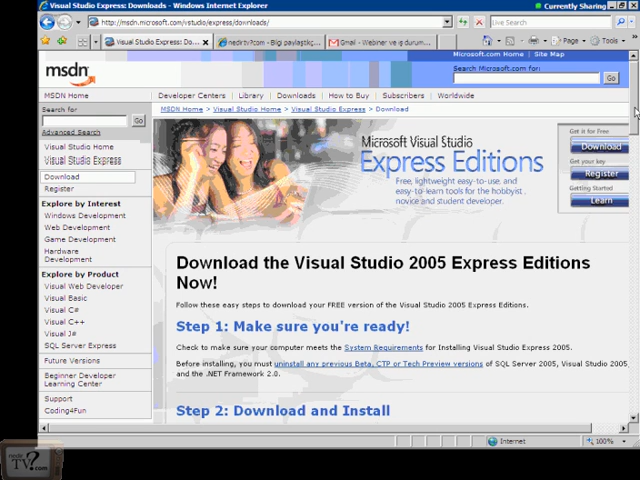 Visual Studio Express: Downloads - Windows Internet Explorer
Currently Sharing
http://msdn.microsoft.com/vstudio/express/downloads/
Live Search
Visual Studio Express: Do...
nedirtv?com - Bilgi paylaştıkç...
Gmail - Webiner ve iş durum...
Page
Tools
Microsoft.com Home | Site Map
msdn
Search Microsoft.com for:
Go
MSDN Home
Developer Centers | Library | Downloads | How to Buy | Subscribers | Worldwide
Search for
Go
Advanced Search
MSDN Home > Visual Studio Home > Visual Studio Express > Download
Visual Studio Home
Visual Studio Express
Download
Register
Explore by Interest
Windows Development
Web Development
Game Development
Hardware
Development
Explore by Product
Visual Web Developer
Visual Basic
Visual C#
Visual C++
Visual J#
SQL Server Express
Future Versions
Beginner Developer
Learning Center
Support
Coding4Fun
Microsoft Visual Studio
Express Editions
Free, lightweight easy-to-use, and
easy-to-learn tools for the hobbyist,
novice and student developer.
Get it for Free
Download
Get your key
Register
Getting Started
Learn
Download the Visual Studio 2005 Express Editions
Now!
Follow these easy steps to download your FREE version of the Visual Studio 2005 Express Editions.
Step 1: Make sure you're ready!
Check to make sure your computer meets the System Requirements for Installing Visual Studio Express 2005.
Before installing, you must uninstall any previous Beta, CTP or Tech Preview versions of SQL Server 2005, Visual Studio 2005
and the .NET Framework 2.0.
Step 2: Download and Install
Internet
100%
nedir
TV?.com